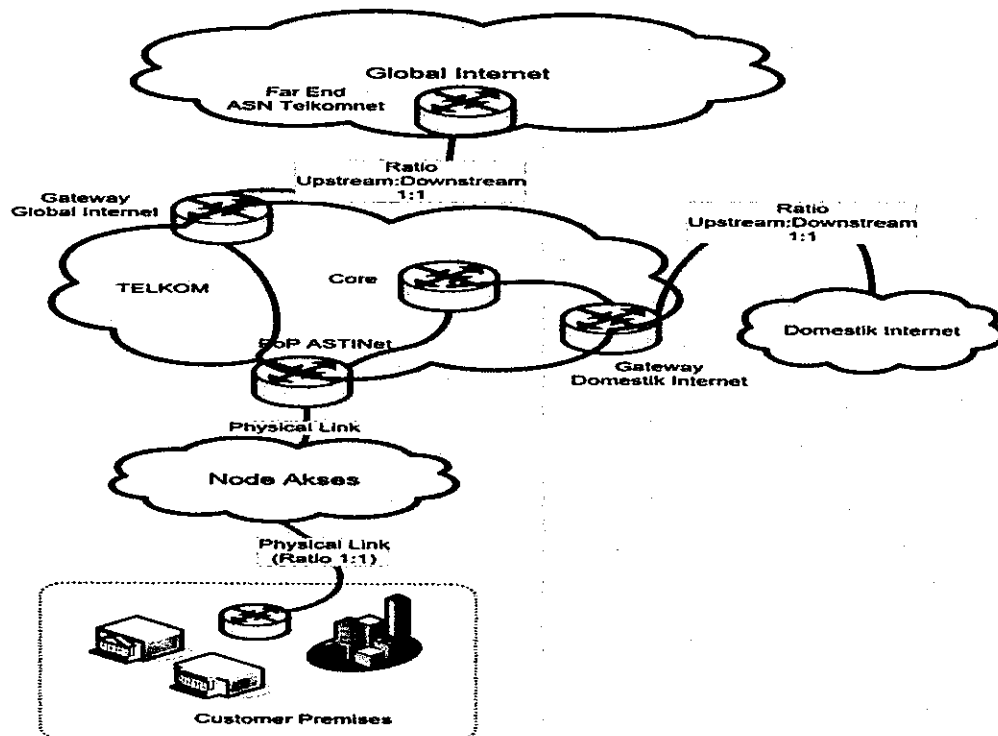 Global Internet
Far End
ASN Telkomnet
Ratio
Upstream:Downstream
1:1
Gateway
Global Internet
Ratio
Upstream:Downstream
1:1
TELKOM
Core
PoP ASTINet
Domestik Internet
Gateway
Domestik Internet
Physical Link
Node Akses
Physical Link
(Ratio 1:1)
Customer Premises